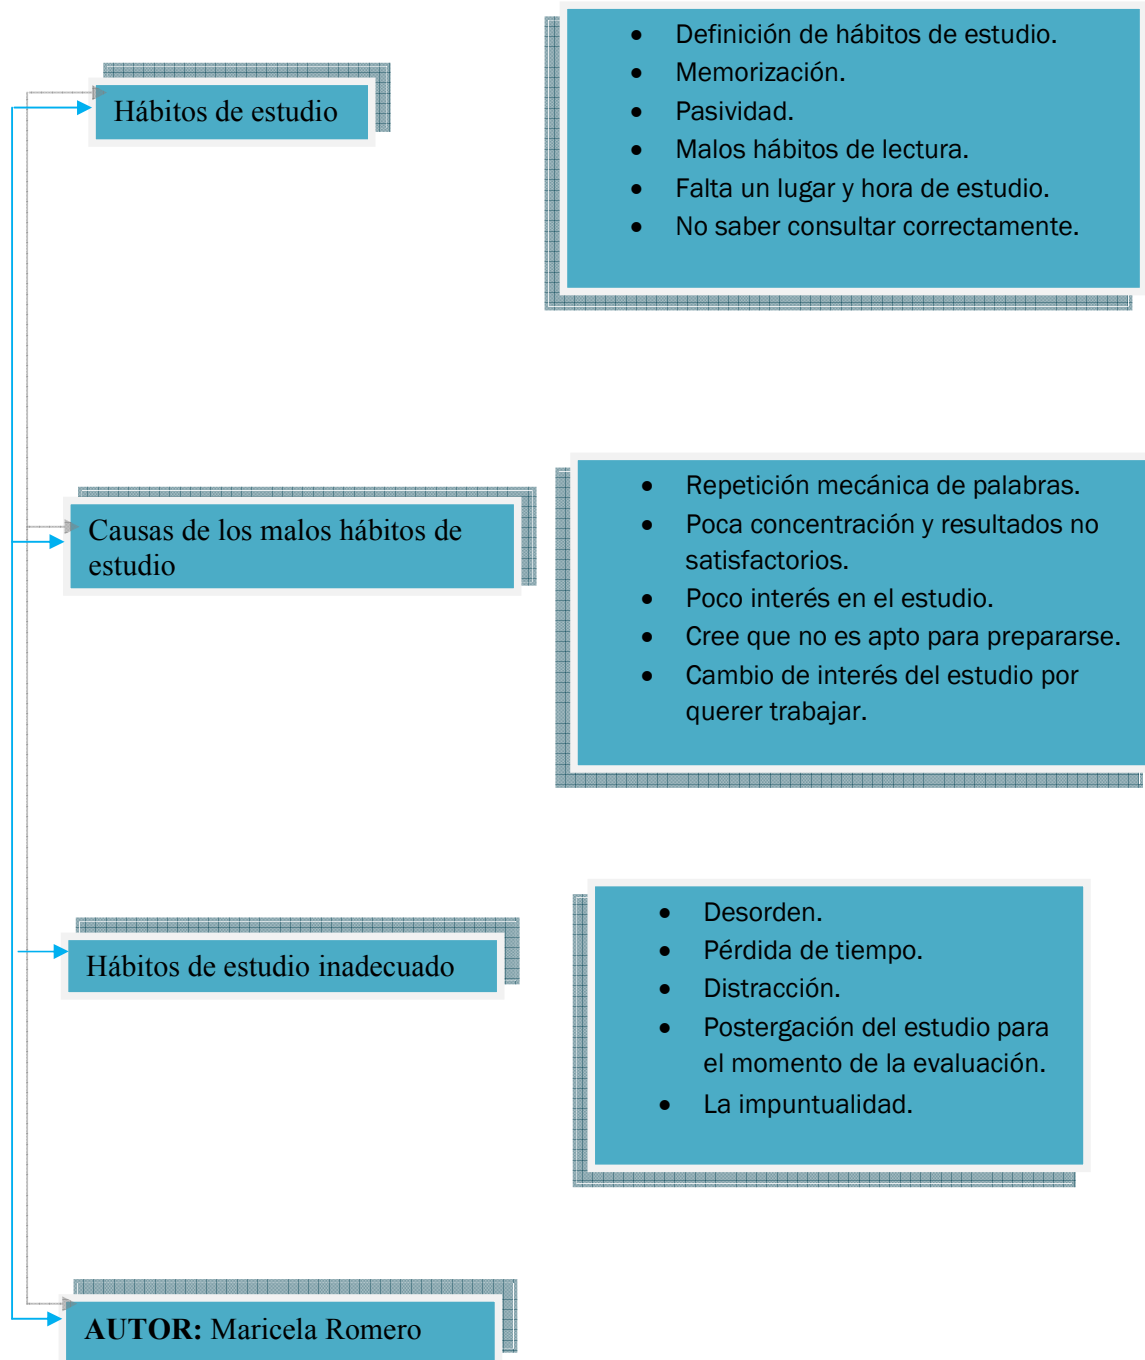 Hábitos de estudio
• Definición de hábitos de estudio.
• Memorización.
• Pasividad.
• Malos hábitos de lectura.
• Falta un lugar y hora de estudio.
• No saber consultar correctamente.
Causas de los malos hábitos de
estudio
• Repetición mecánica de palabras.
• Poca concentración y resultados no
satisfactorios.
• Poco interés en el estudio.
• Cree que no es apto para prepararse.
• Cambio de interés del estudio por
querer trabajar.
Hábitos de estudio inadecuado
• Desorden.
• Pérdida de tiempo.
• Distracción.
• Postergación del estudio para
el momento de la evaluación.
• La impuntualidad.
AUTOR: Maricela Romero